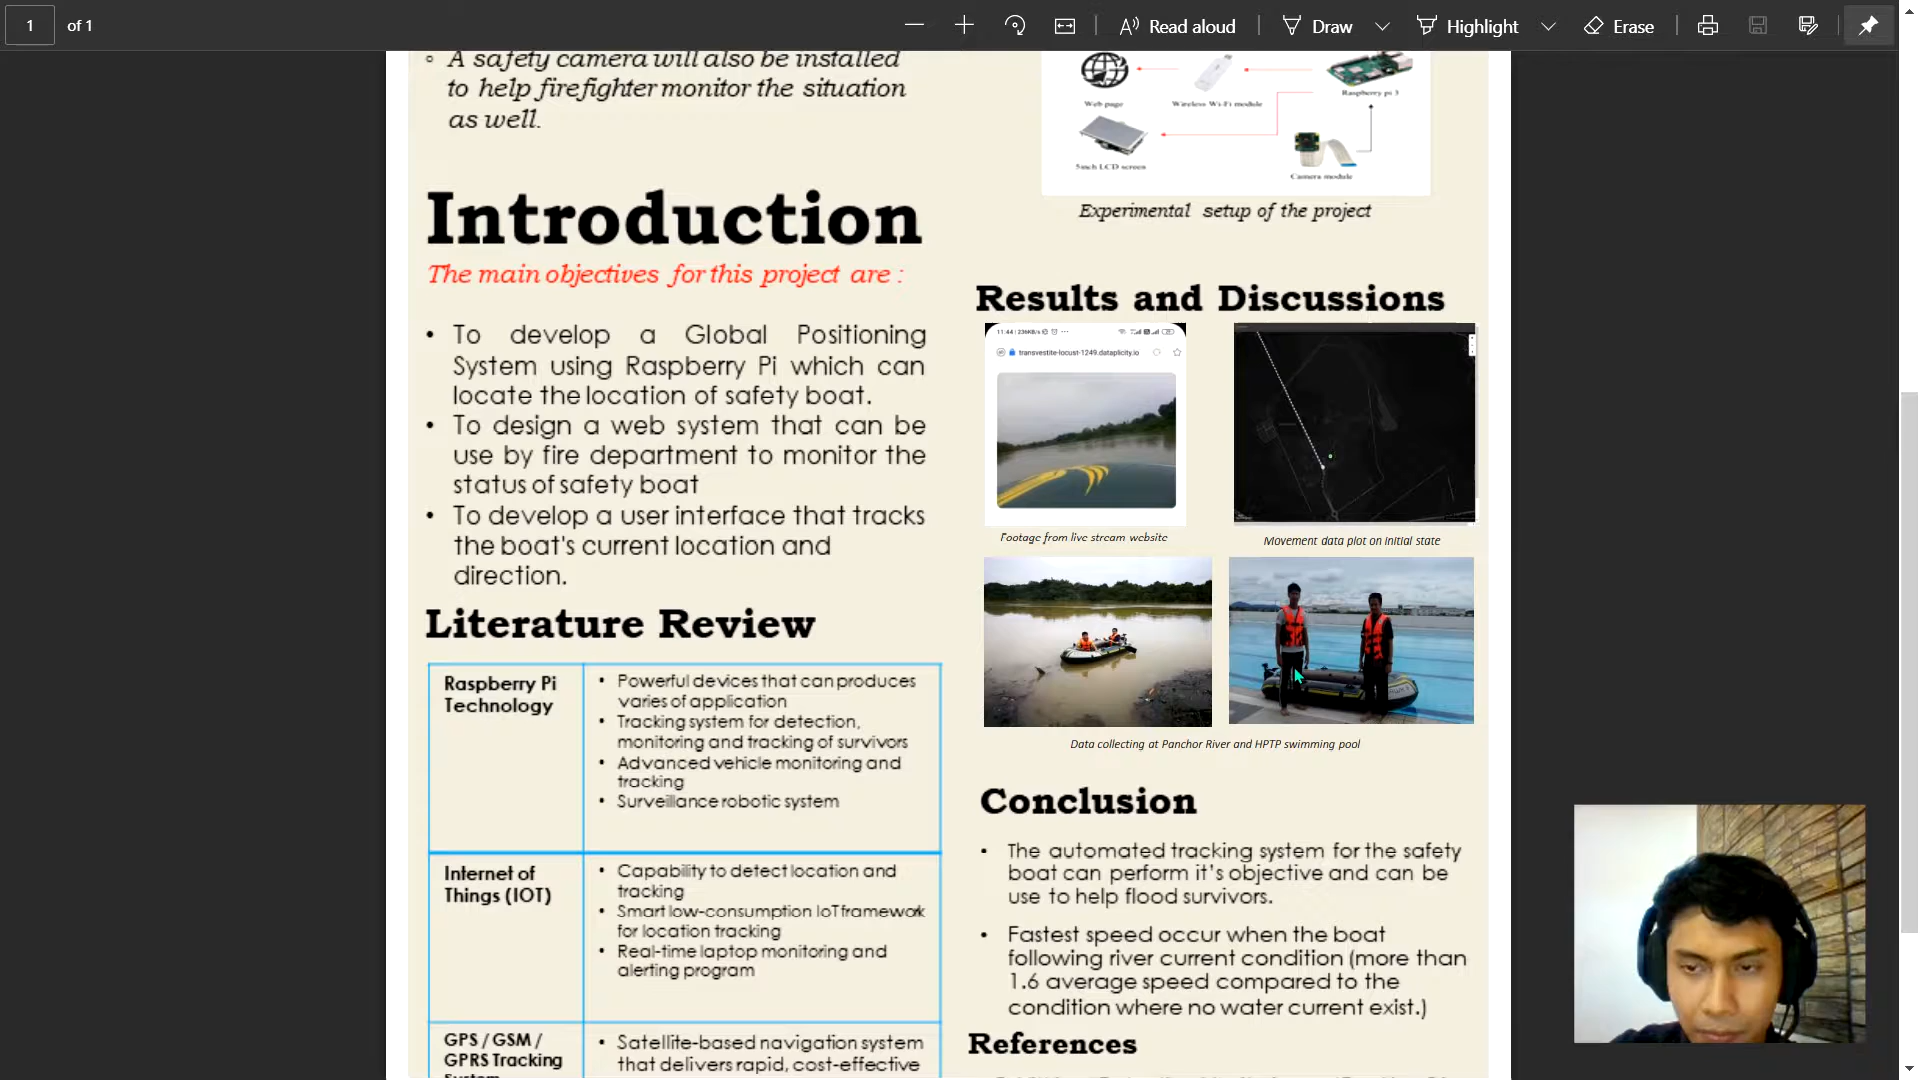 1
of 1
Read aloud
Draw
Highlight
Erase
A safety camera will also be installed
to help firefighter monitor the situation
as well.
Introduction
The main objectives for this project are :
• To develop a Global Positioning
System using Raspberry Pi which can
locate the location of safety boat.
• To design a web system that can be
use by fire department to monitor the
status of safety boat
• To develop a user interface that tracks
the boat's current location and
direction.
Literature Review
Raspberry Pi
Technology
• Powerful devices that can produces
varies of application
• Tracking system for detection,
monitoring and tracking of survivors
• Advanced vehicle monitoring and
tracking
• Surveillance robotic system
Internet of
Things (IOT)
• Capability to detect location and
tracking
• Smart low-consumption IoT framework
for location tracking
• Real-time laptop monitoring and
alerting program
GPS / GSM /
GPRS Tracking
System
• Satellite-based navigation system
that delivers rapid, cost-effective
Web page
Wireless Wi-Fi module
Raspberry pi 3
5inch LCD screen
Camera module
Experimental setup of the project
Results and Discussions
11:44 | 236KB/s
transvestite-locust-1249.dataplicity.io
Footage from live stream website
Movement data plot on initial state
Data collecting at Panchor River and HPTP swimming pool
Conclusion
• The automated tracking system for the safety
boat can perform it's objective and can be
use to help flood survivors.
• Fastest speed occur when the boat
following river current condition (more than
1.6 average speed compared to the
condition where no water current exist.)
References